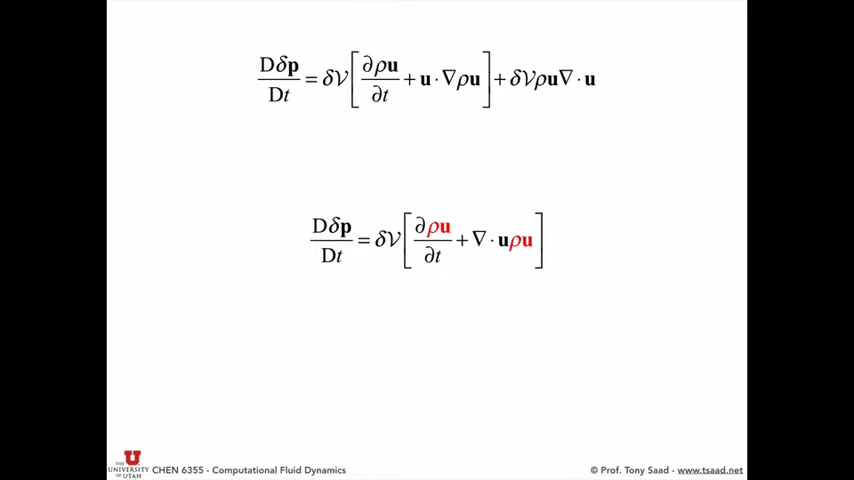 Dδp/Dt = δ𝒱[∂ρu/∂t + u · ∇ρu] + δ𝒱ρu∇ · u
Dδp/Dt = δ𝒱[∂ρu/∂t + ∇ · uρu]
THE UNIVERSITY OF UTAH
CHEN 6355 - Computational Fluid Dynamics
© Prof. Tony Saad - www.tsaad.net